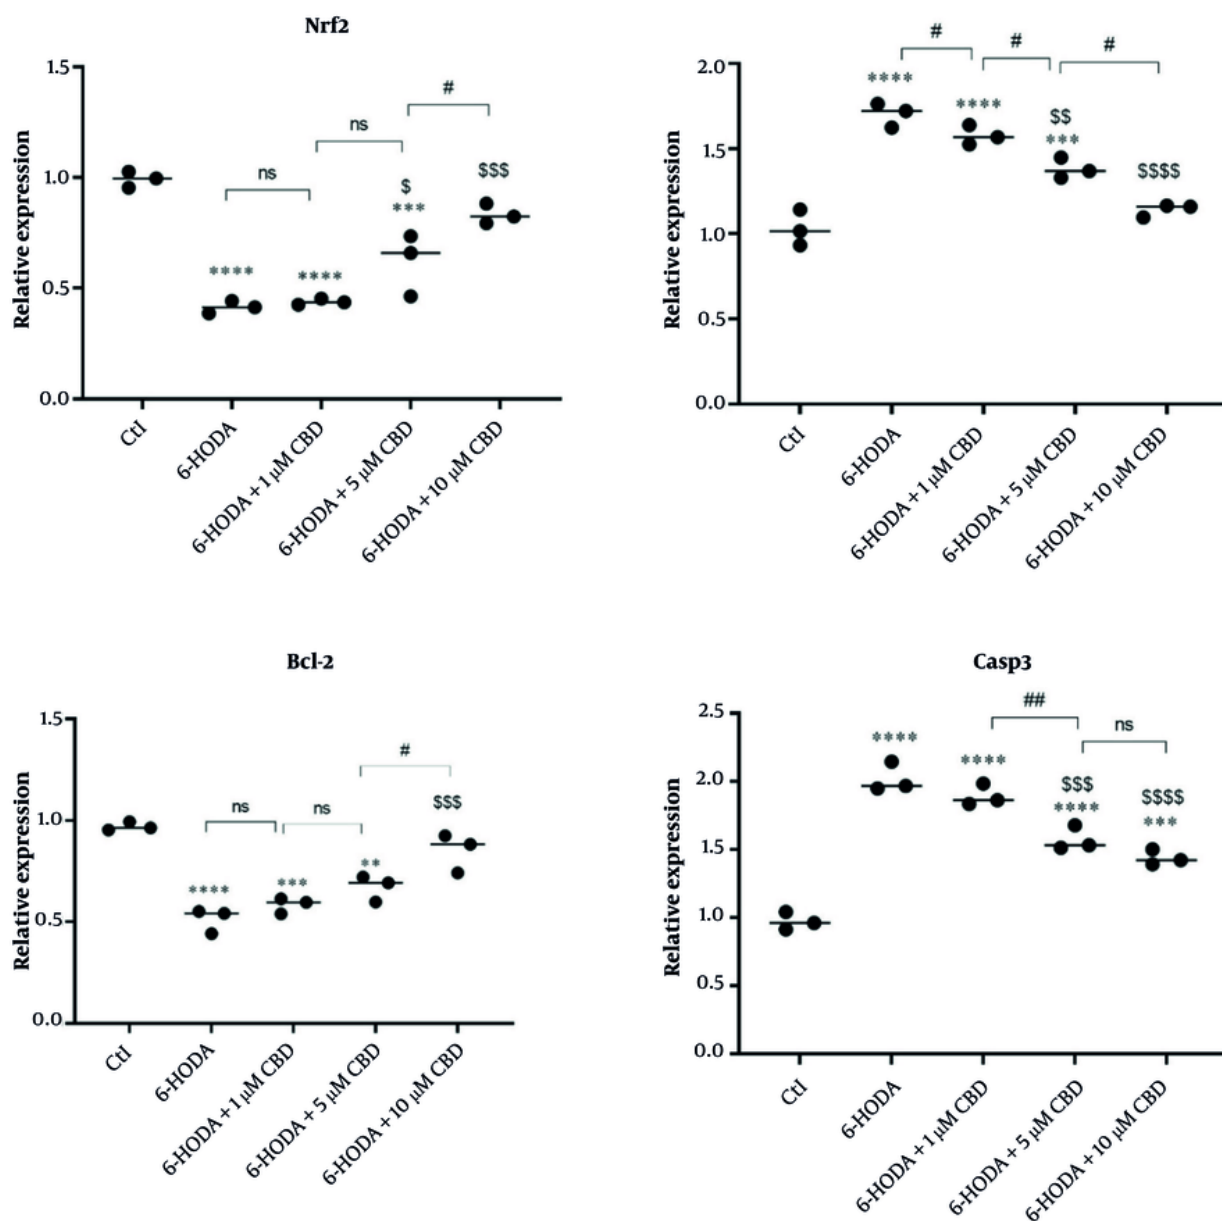 Nrf2
Relative expression
1.5
1.0
0.5
0.0
ns
ns
#
****
****
$
***
$$$
Ctl
6-HODA
6-HODA + 1 µM CBD
6-HODA + 5 µM CBD
6-HODA + 10 µM CBD
Relative expression
2.0
1.5
1.0
0.5
0.0
#
#
#
****
****
$$
***
$$$$
Ctl
6-HODA
6-HODA + 1 µM CBD
6-HODA + 5 µM CBD
6-HODA + 10 µM CBD
Bcl-2
Relative expression
1.5
1.0
0.5
0.0
ns
ns
#
****
***
**
$$$
Ctl
6-HODA
6-HODA + 1 µM CBD
6-HODA + 5 µM CBD
6-HODA + 10 µM CBD
Casp3
Relative expression
2.5
2.0
1.5
1.0
0.5
0.0
##
ns
****
****
$$$
****
$$$$
***
Ctl
6-HODA
6-HODA + 1 µM CBD
6-HODA + 5 µM CBD
6-HODA + 10 µM CBD